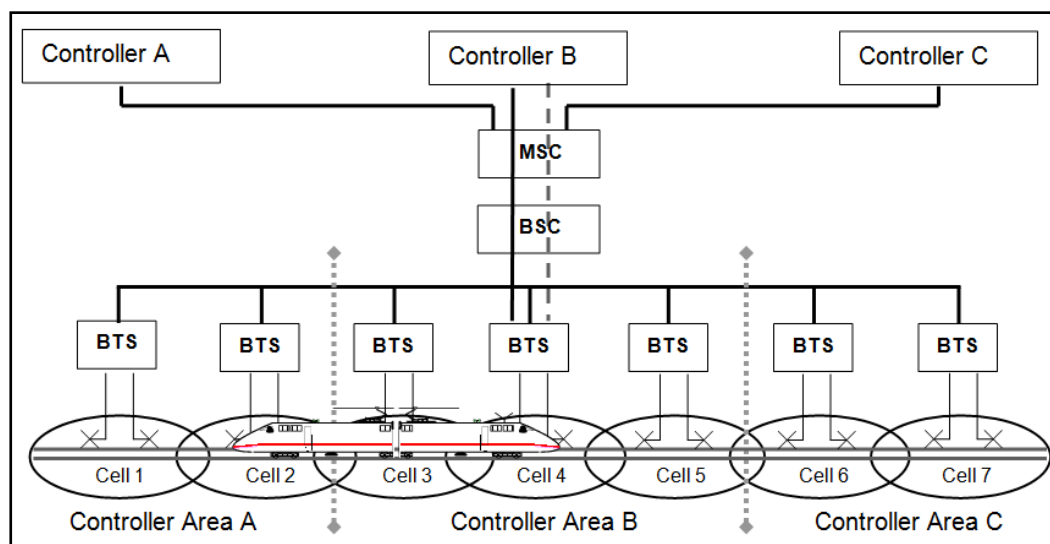 Controller A
Controller B
Controller C
MSC
BSC
BTS
BTS
BTS
BTS
BTS
BTS
BTS
Cell 1
Cell 2
Cell 3
Cell 4
Cell 5
Cell 6
Cell 7
Controller Area A
Controller Area B
Controller Area C